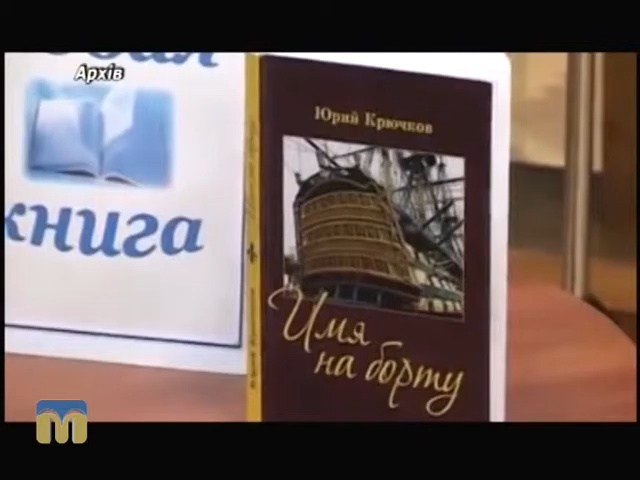 Архів
книга
Юрий Крючков
Имя
на борту